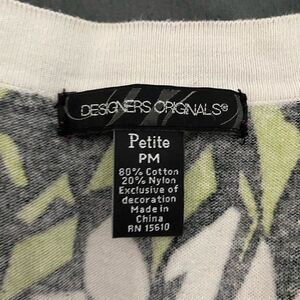 DESIGNERS ORIGINALS®
Petite
PM
80% Cotton
20% Nylon
Exclusive of
decoration
Made in
China
RN 15610